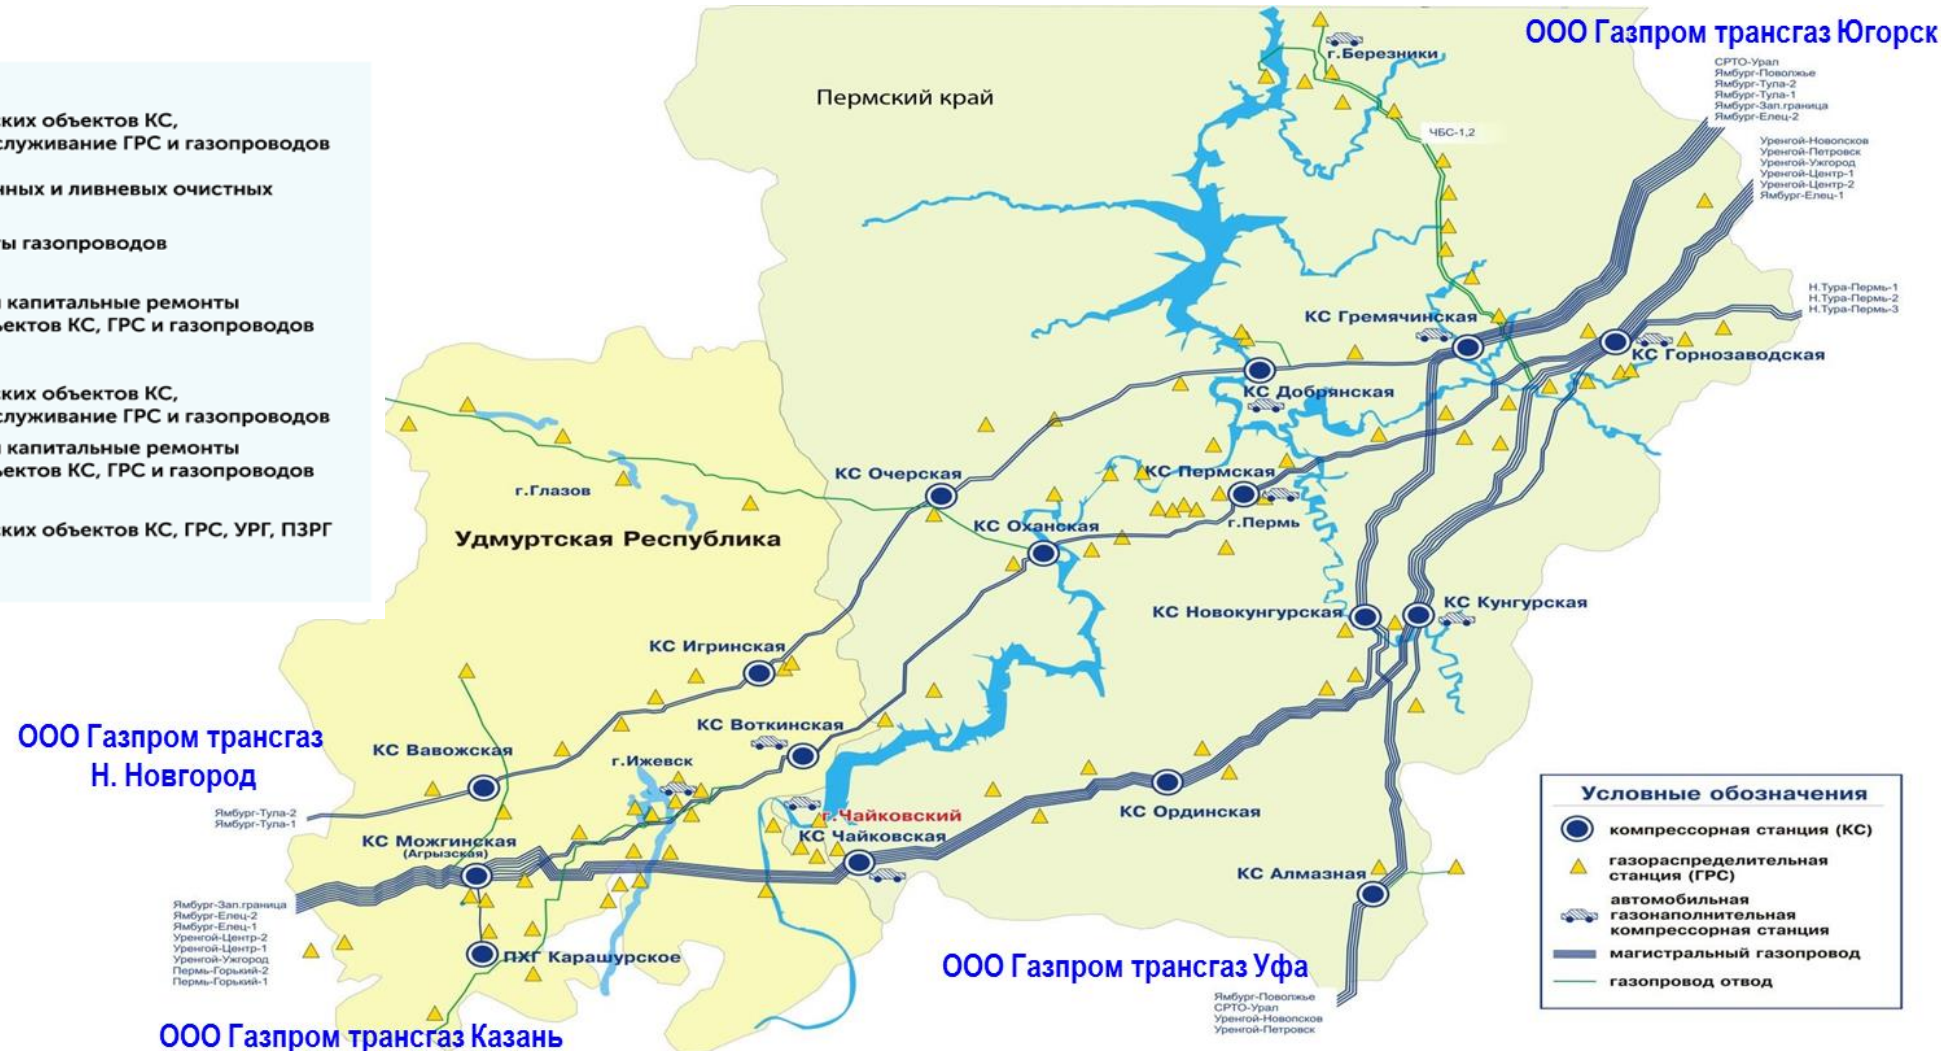 ских объектов КС,
служивание ГРС и газопроводов
нных и ливневых очистных
ты газопроводов
и капитальные ремонты
ъектов КС, ГРС и газопроводов
ских объектов КС,
служивание ГРС и газопроводов
и капитальные ремонты
ъектов КС, ГРС и газопроводов
ских объектов КС, ГРС, УРГ, ПЗРГ
ООО Газпром трансгаз Югорск
СРТО-Урал
Ямбург-Поволжье
Ямбург-Тула-2
Ямбург-Тула-1
Ямбург-Зап.граница
Ямбург-Елец-2
Уренгой-Новопсков
Уренгой-Петровск
Уренгой-Ужгород
Уренгой-Центр-1
Уренгой-Центр-2
Ямбург-Елец-1
Н.Тура-Пермь-1
Н.Тура-Пермь-2
Н.Тура-Пермь-3
Пермский край
г.Березники
ЧБС-1,2
КС Гремячинская
КС Горнозаводская
КС Добрянская
КС Очерская
КС Пермская
г.Пермь
КС Оханская
г.Глазов
Удмуртская Республика
КС Новокунгурская
КС Кунгурская
КС Игринская
КС Воткинская
КС Вавожская
г.Ижевск
ООО Газпром трансгаз
Н. Новгород
Ямбург-Тула-2
Ямбург-Тула-1
г.Чайковский
КС Чайковская
КС Ординская
КС Можгинская
(Агрызская)
КС Алмазная
Ямбург-Зап.граница
Ямбург-Елец-2
Ямбург-Елец-1
Уренгой-Центр-2
Уренгой-Центр-1
Уренгой-Ужгород
Пермь-Горький-2
Пермь-Горький-1
ПХГ Карашурское
ООО Газпром трансгаз Уфа
Ямбург-Поволжье
СРТО-Урал
Уренгой-Новопсков
Уренгой-Петровск
ООО Газпром трансгаз Казань
Условные обозначения
компрессорная станция (КС)
газораспределительная
станция (ГРС)
автомобильная
газонаполнительная
компрессорная станция
магистральный газопровод
газопровод отвод